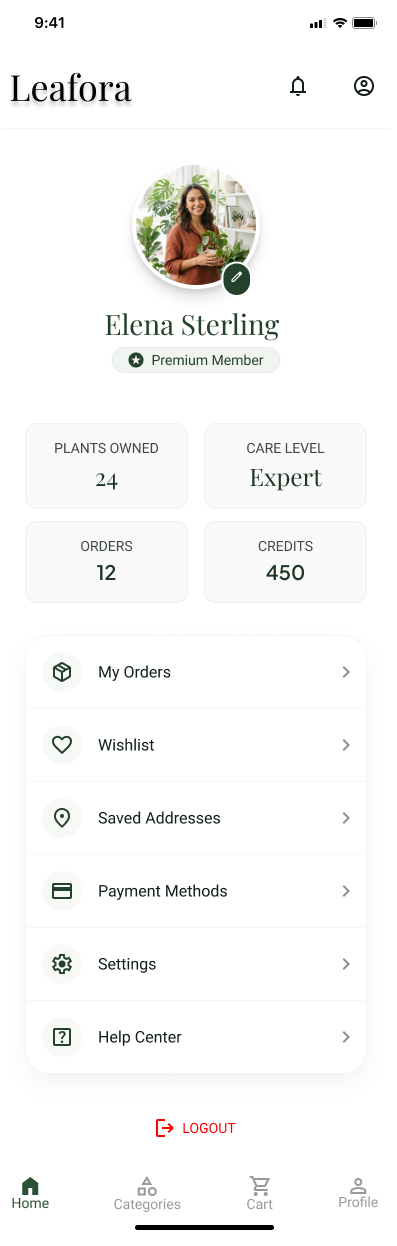 9:41
Leafora
Elena Sterling
Premium Member
PLANTS OWNED
24
CARE LEVEL
Expert
ORDERS
12
CREDITS
450
My Orders
Wishlist
Saved Addresses
Payment Methods
Settings
Help Center
LOGOUT
Home
Categories
Cart
Profile